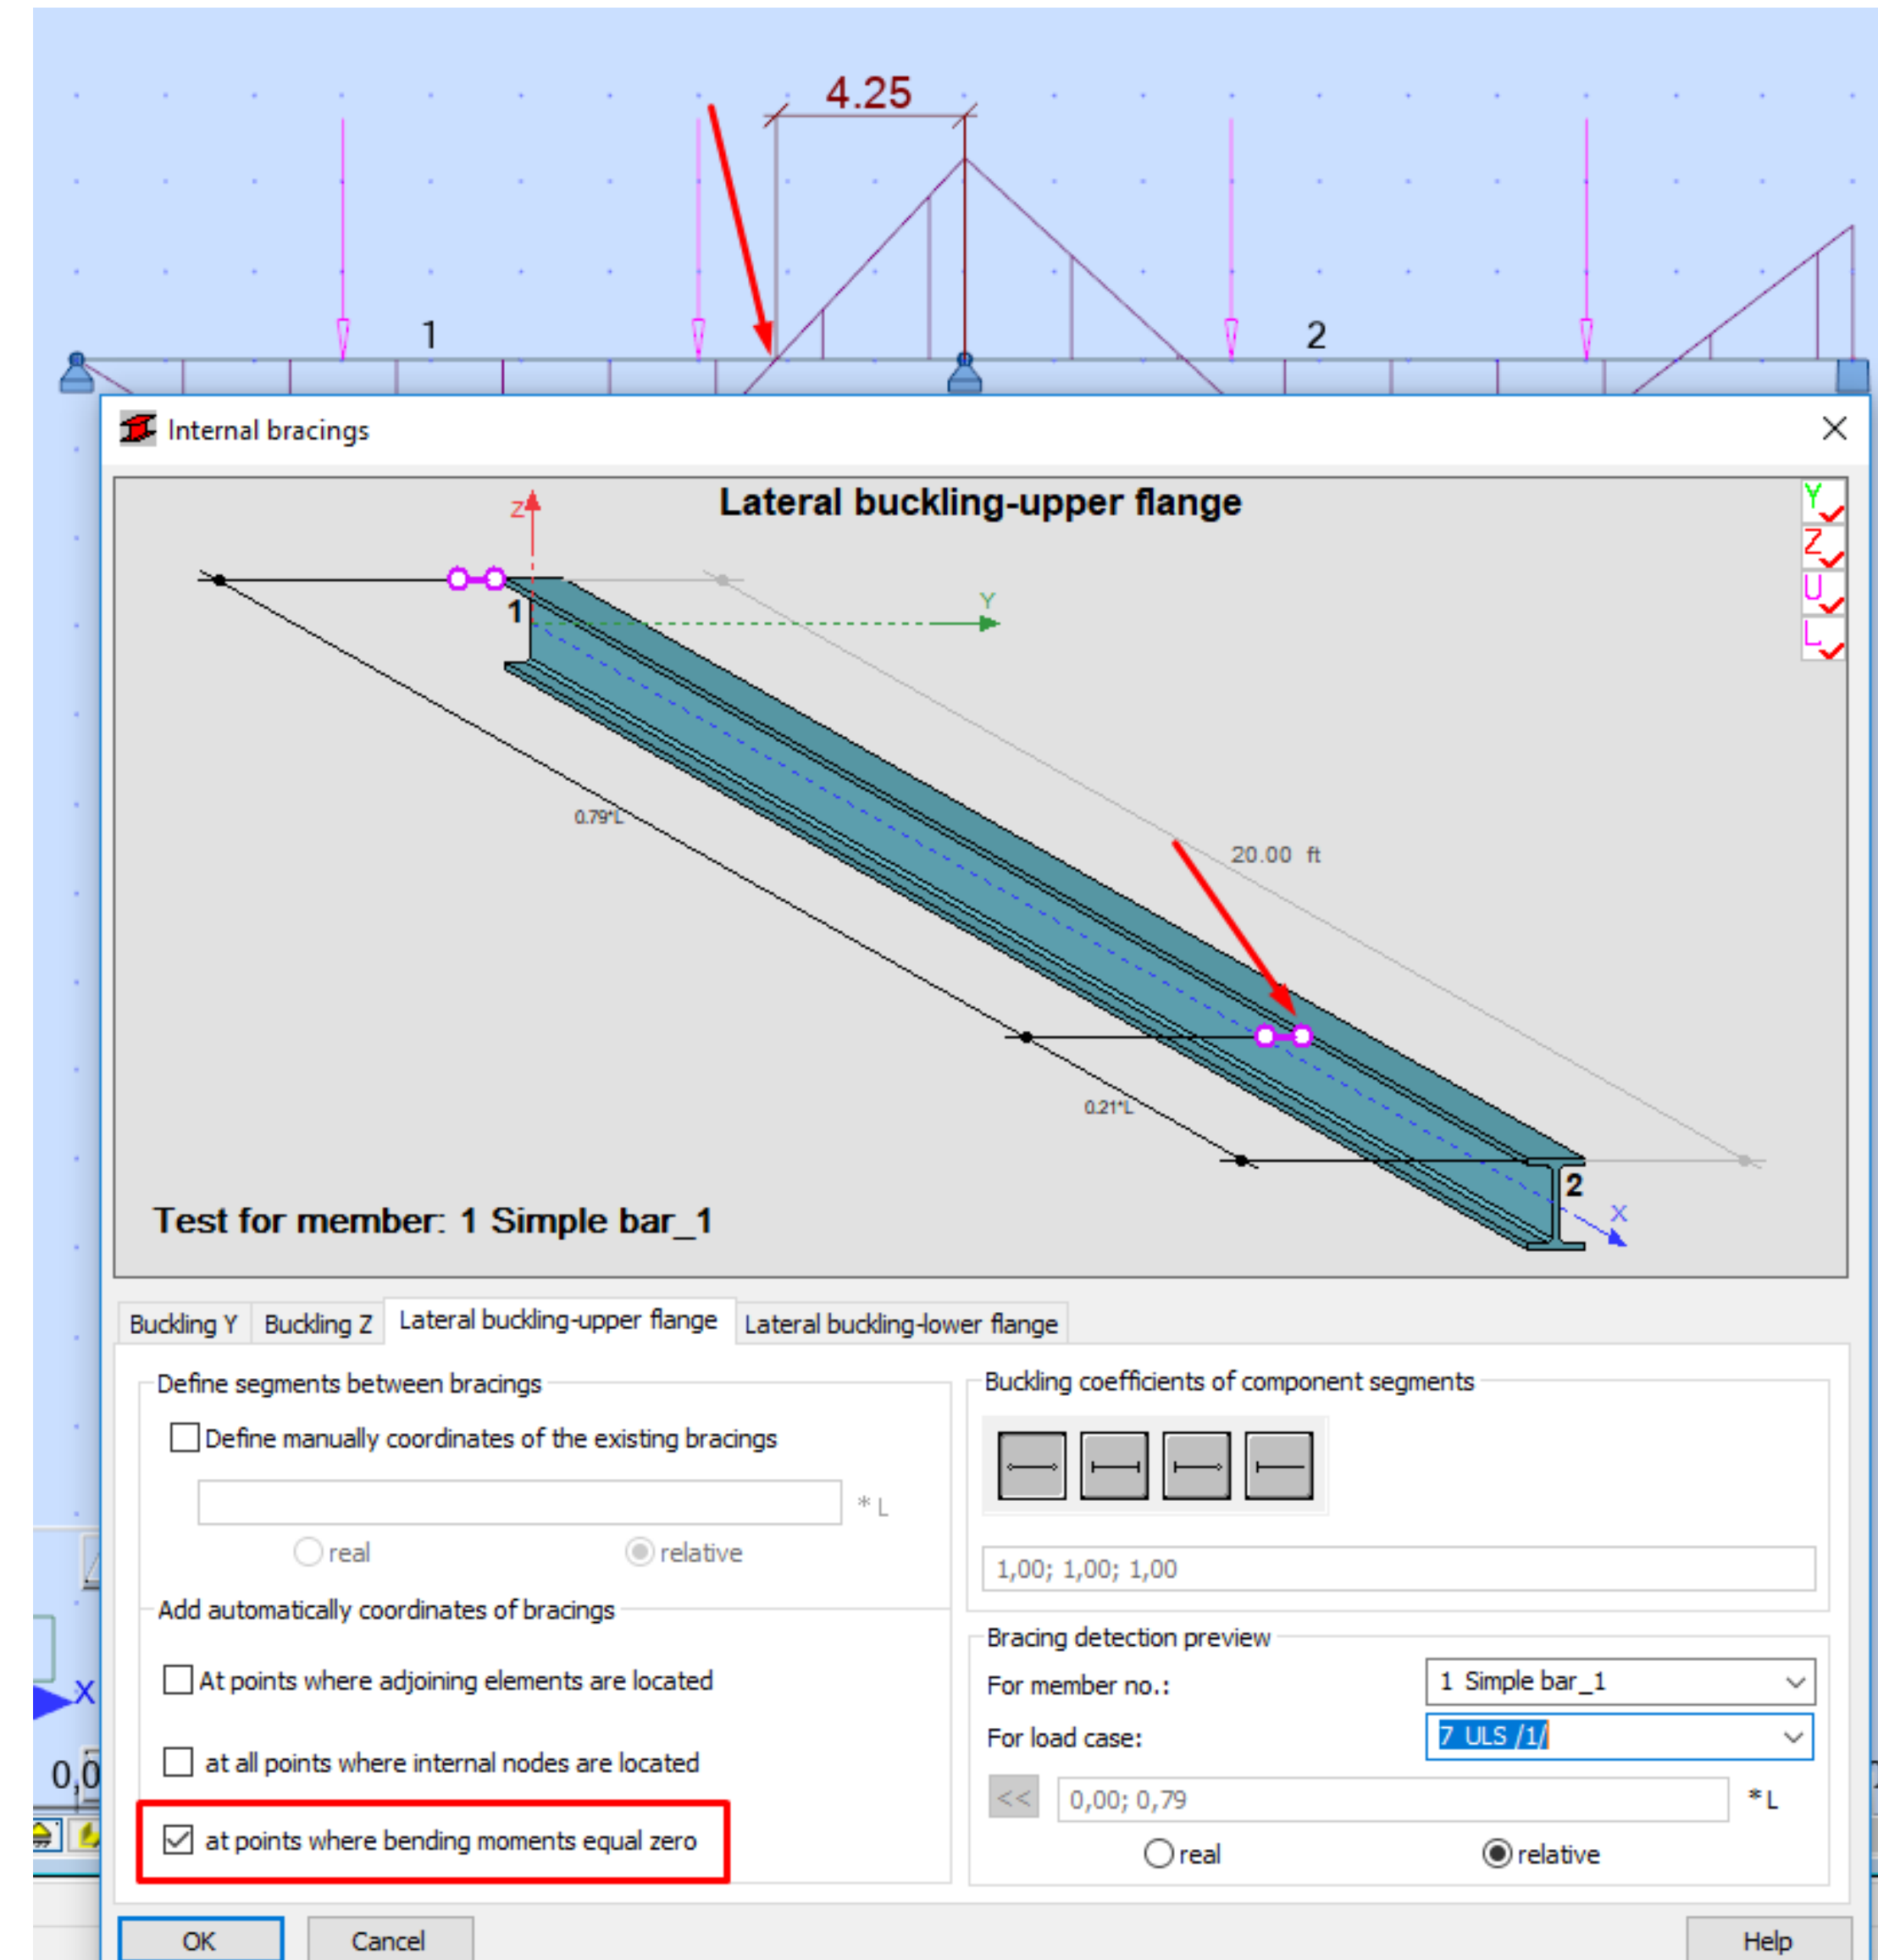 4.25
1
2
Internal bracings
Lateral buckling-upper flange
Z
Y
Y
Z
U
L
1
0.79*L
20.00 ft
0.21*L
2
X
Test for member: 1 Simple bar_1
Buckling Y
Buckling Z
Lateral buckling-upper flange
Lateral buckling-lower flange
Define segments between bracings
Define manually coordinates of the existing bracings
* L
real
relative
Add automatically coordinates of bracings
At points where adjoining elements are located
at all points where internal nodes are located
at points where bending moments equal zero
Buckling coefficients of component segments
1,00; 1,00; 1,00
Bracing detection preview
For member no.:
1 Simple bar_1
For load case:
7 ULS /1/
<<
0,00; 0,79
* L
real
relative
X
0,0
OK
Cancel
Help